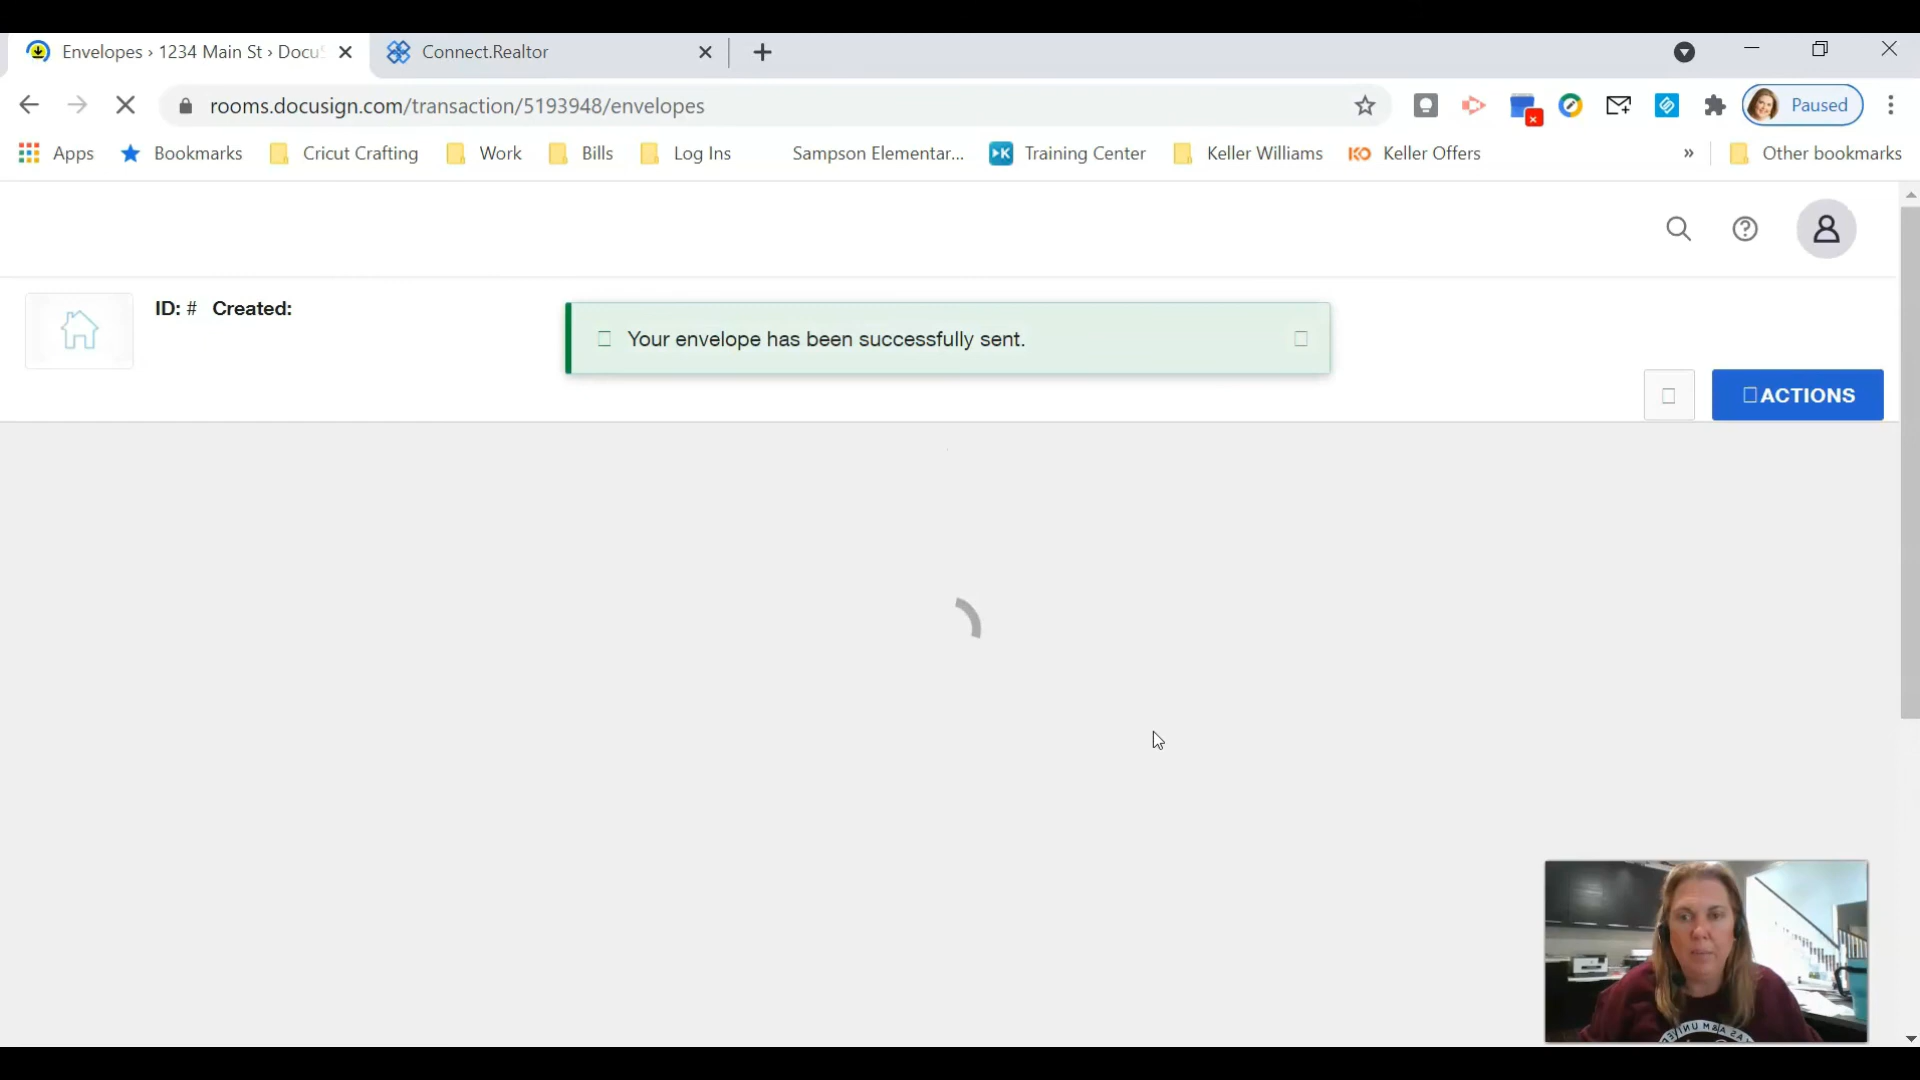 Envelopes › 1234 Main St › Docu
Connect.Realtor
rooms.docusign.com/transaction/5193948/envelopes
Paused
Apps
Bookmarks
Cricut Crafting
Work
Bills
Log Ins
Sampson Elementar...
Training Center
Keller Williams
KO Keller Offers
»
Other bookmarks
ID: # Created:
Your envelope has been successfully sent.
ACTIONS